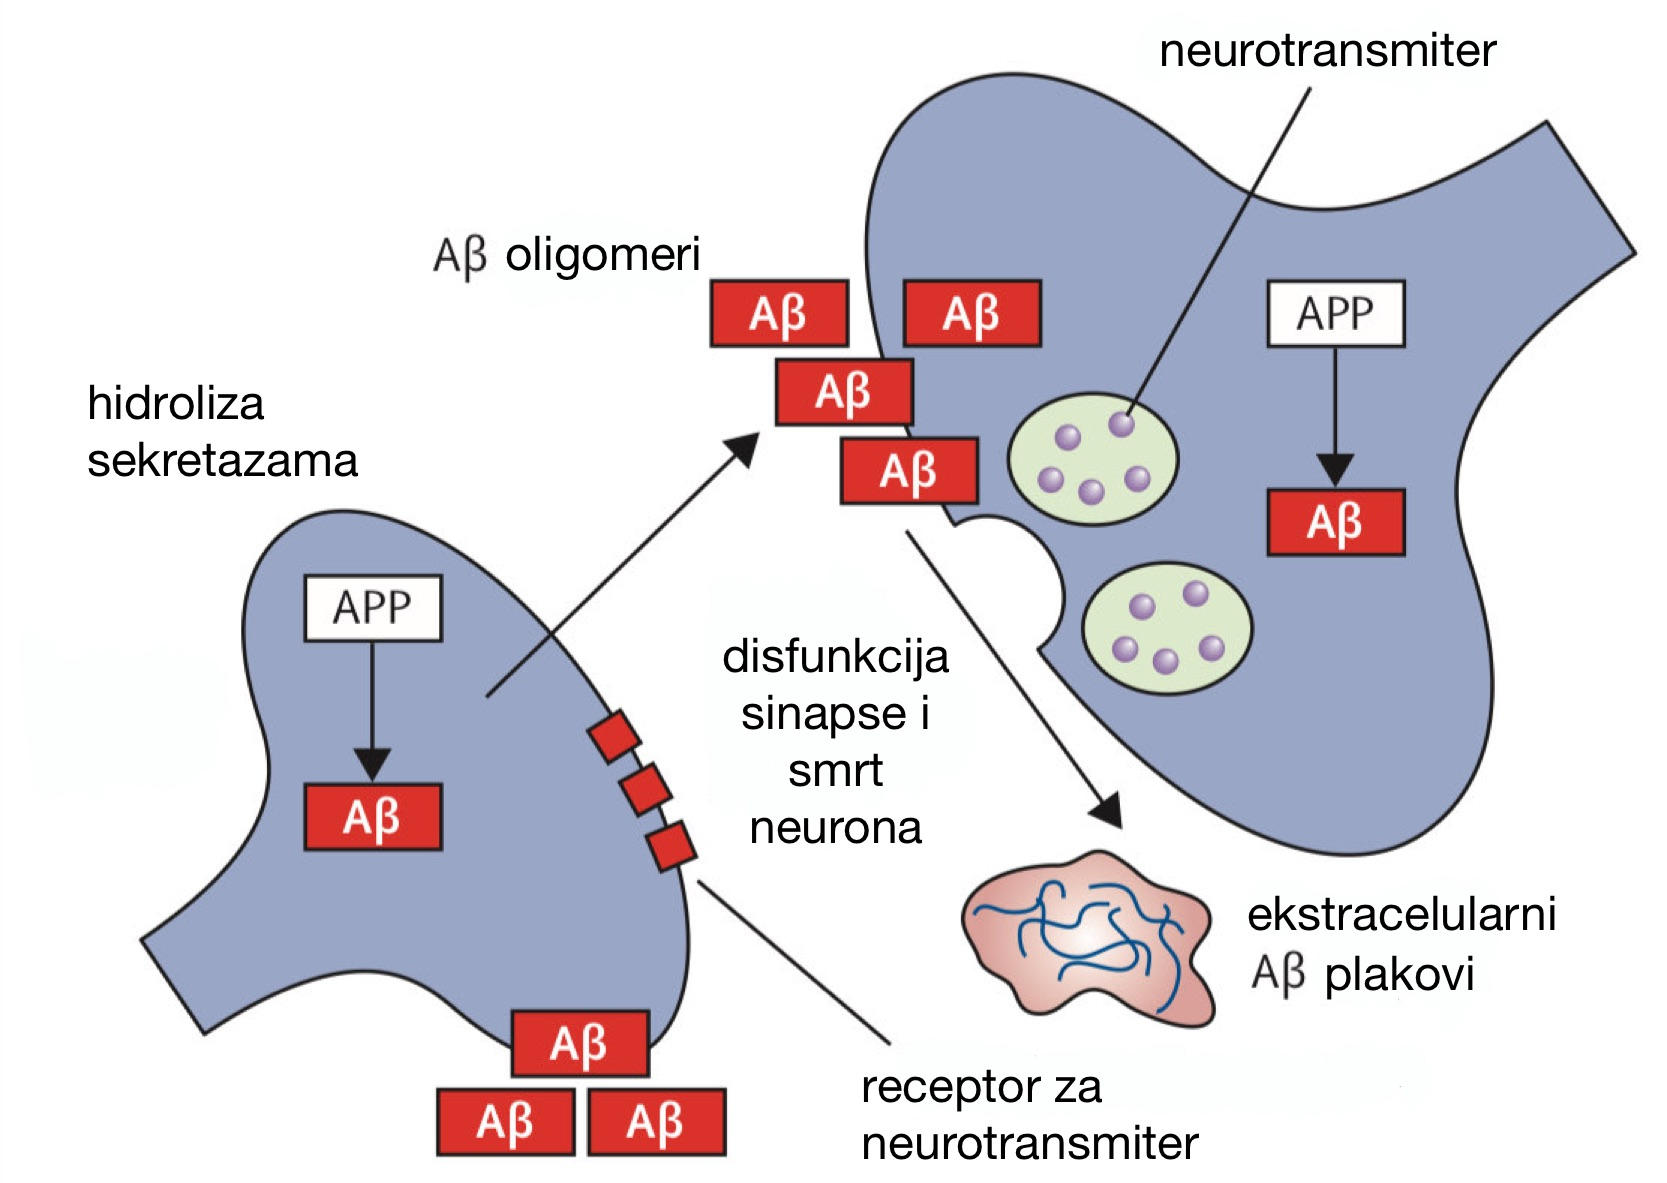 neurotransmiter
Aβ oligomeri
Aβ
Aβ
APP
Aβ
Aβ
Aβ
hidroliza
sekretazama
APP
Aβ
disfunkcija
sinapse i
smrt
neurona
ekstracelularni
Aβ plakovi
Aβ
Aβ
Aβ
receptor za
neurotransmiter